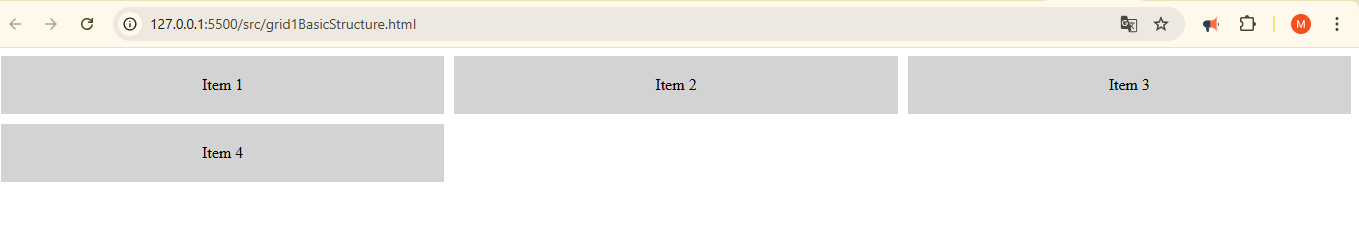 127.0.0.1:5500/src/grid1BasicStructure.html
M
Item 1
Item 2
Item 3
Item 4